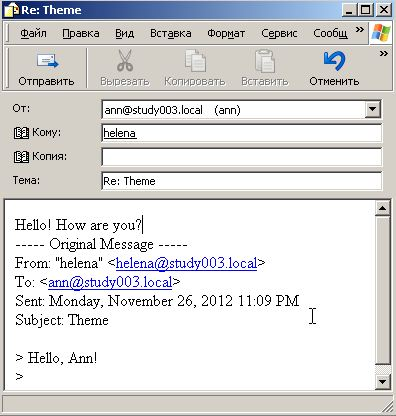 Re: Theme
Файл Правка Вид Вставка Формат Сервис Сообщ »
Отправить Вырезать Копировать Вставить Отменить »
От: ann@study003.local (ann)
Кому: helena
Копия:
Тема: Re: Theme
Hello! How are you?
----- Original Message -----
From: "helena" <helena@study003.local>
To: <ann@study003.local>
Sent: Monday, November 26, 2012 11:09 PM
Subject: Theme
> Hello, Ann!
>